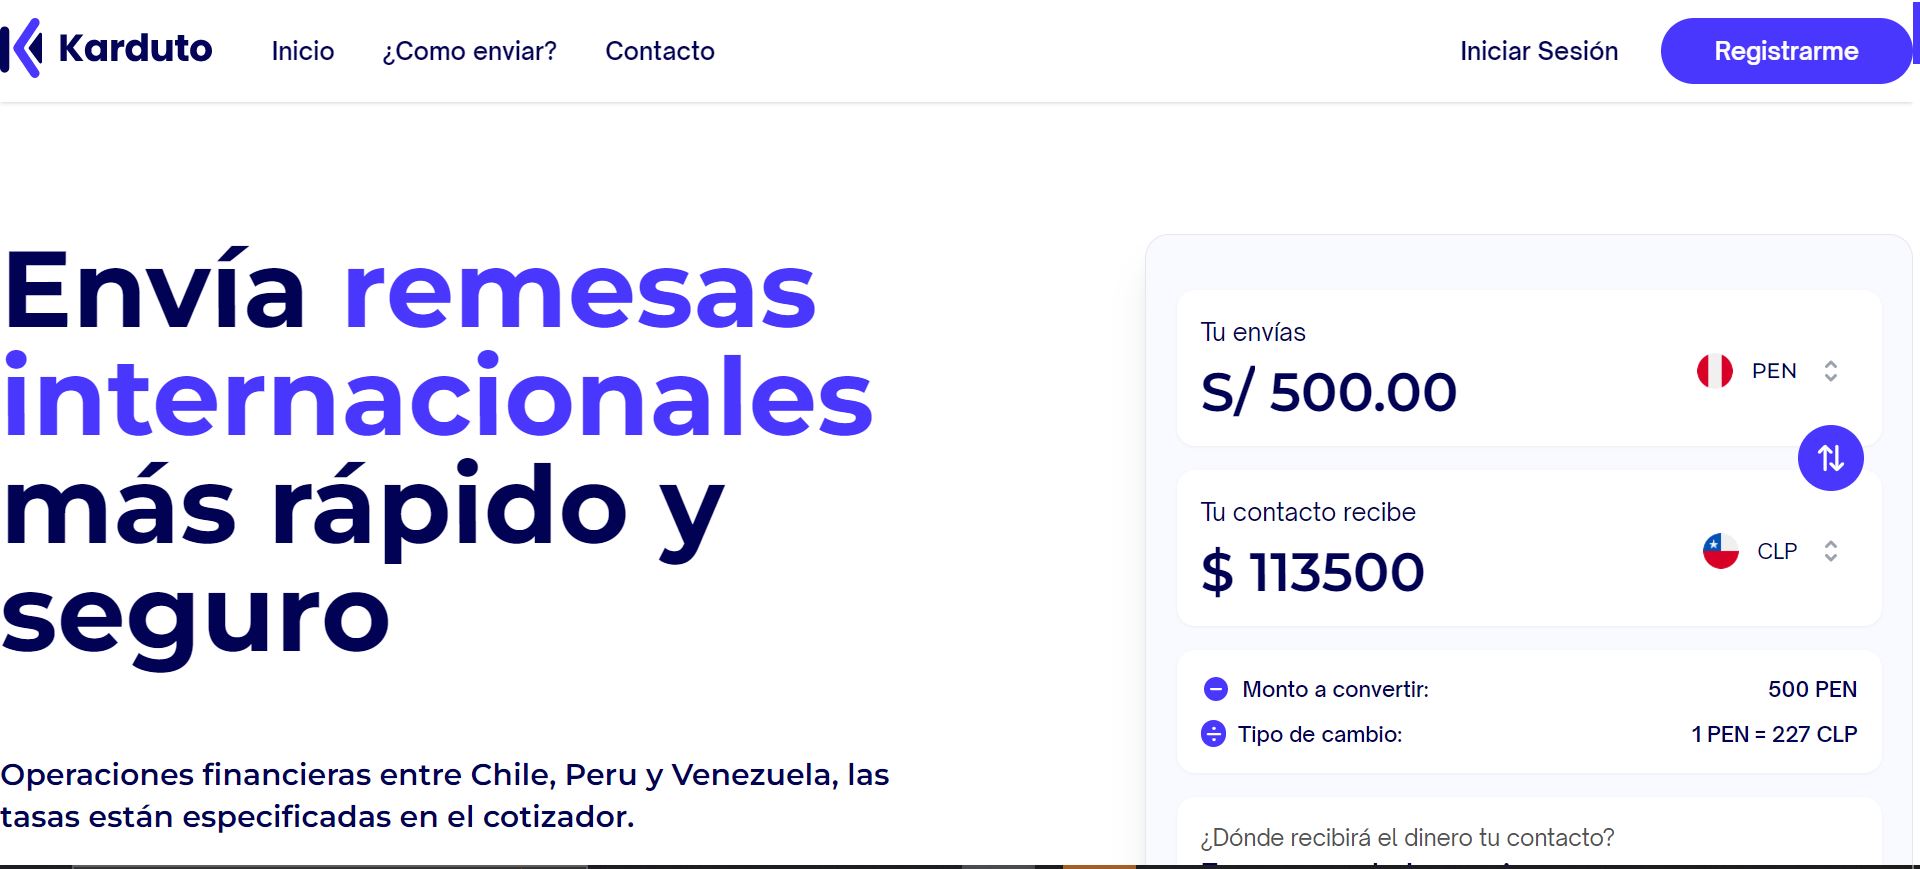 Karduto
Inicio
¿Como enviar?
Contacto
Iniciar Sesión
Registrarme
Envía remesas
internacionales
más rápido y
seguro
Operaciones financieras entre Chile, Peru y Venezuela, las
tasas están especificadas en el cotizador.
Tu envías
S/ 500.00
PEN
Tu contacto recibe
$ 113500
CLP
Monto a convertir: 500 PEN
Tipo de cambio: 1 PEN = 227 CLP
¿Dónde recibirá el dinero tu contacto?